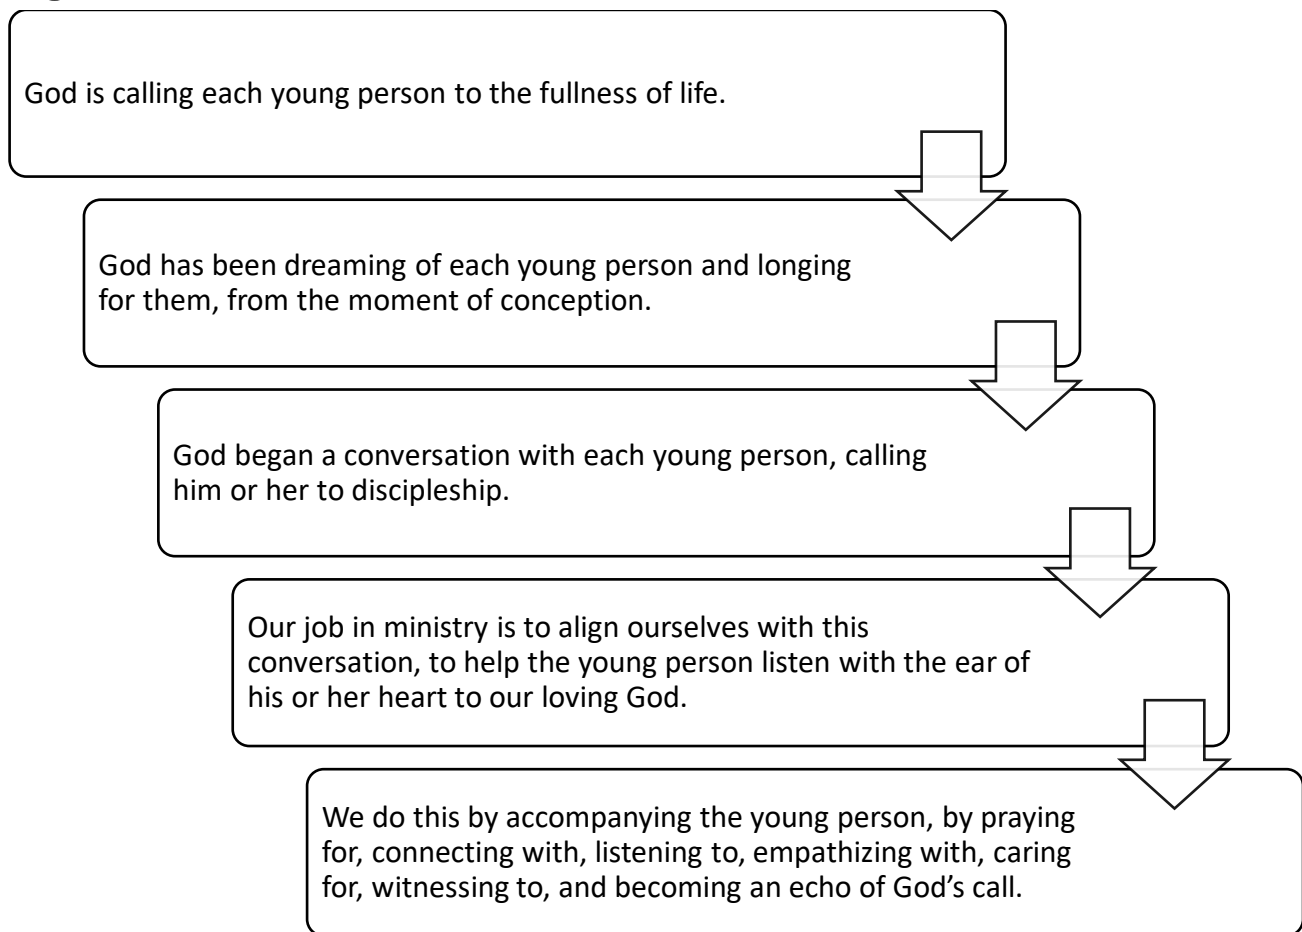 God is calling each young person to the fullness of life.
God has been dreaming of each young person and longing
for them, from the moment of conception.
God began a conversation with each young person, calling
him or her to discipleship.
Our job in ministry is to align ourselves with this
conversation, to help the young person listen with the ear of
his or her heart to our loving God.
We do this by accompanying the young person, by praying
for, connecting with, listening to, empathizing with, caring
for, witnessing to, and becoming an echo of God’s call.